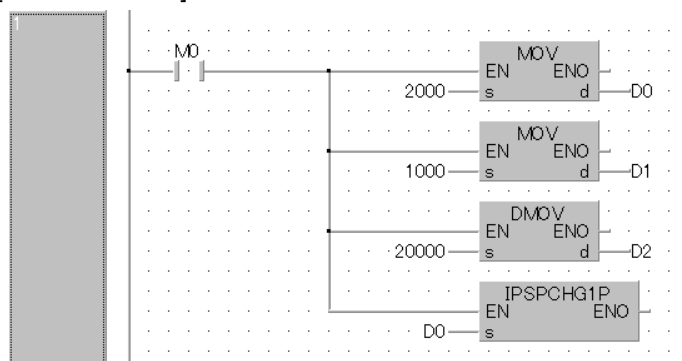 1
M0
MOV
EN ENO
2000 s d D0
MOV
EN ENO
1000 s d D1
DMOV
EN ENO
20000 s d D2
IPSPCHG1P
EN ENO
D0 s